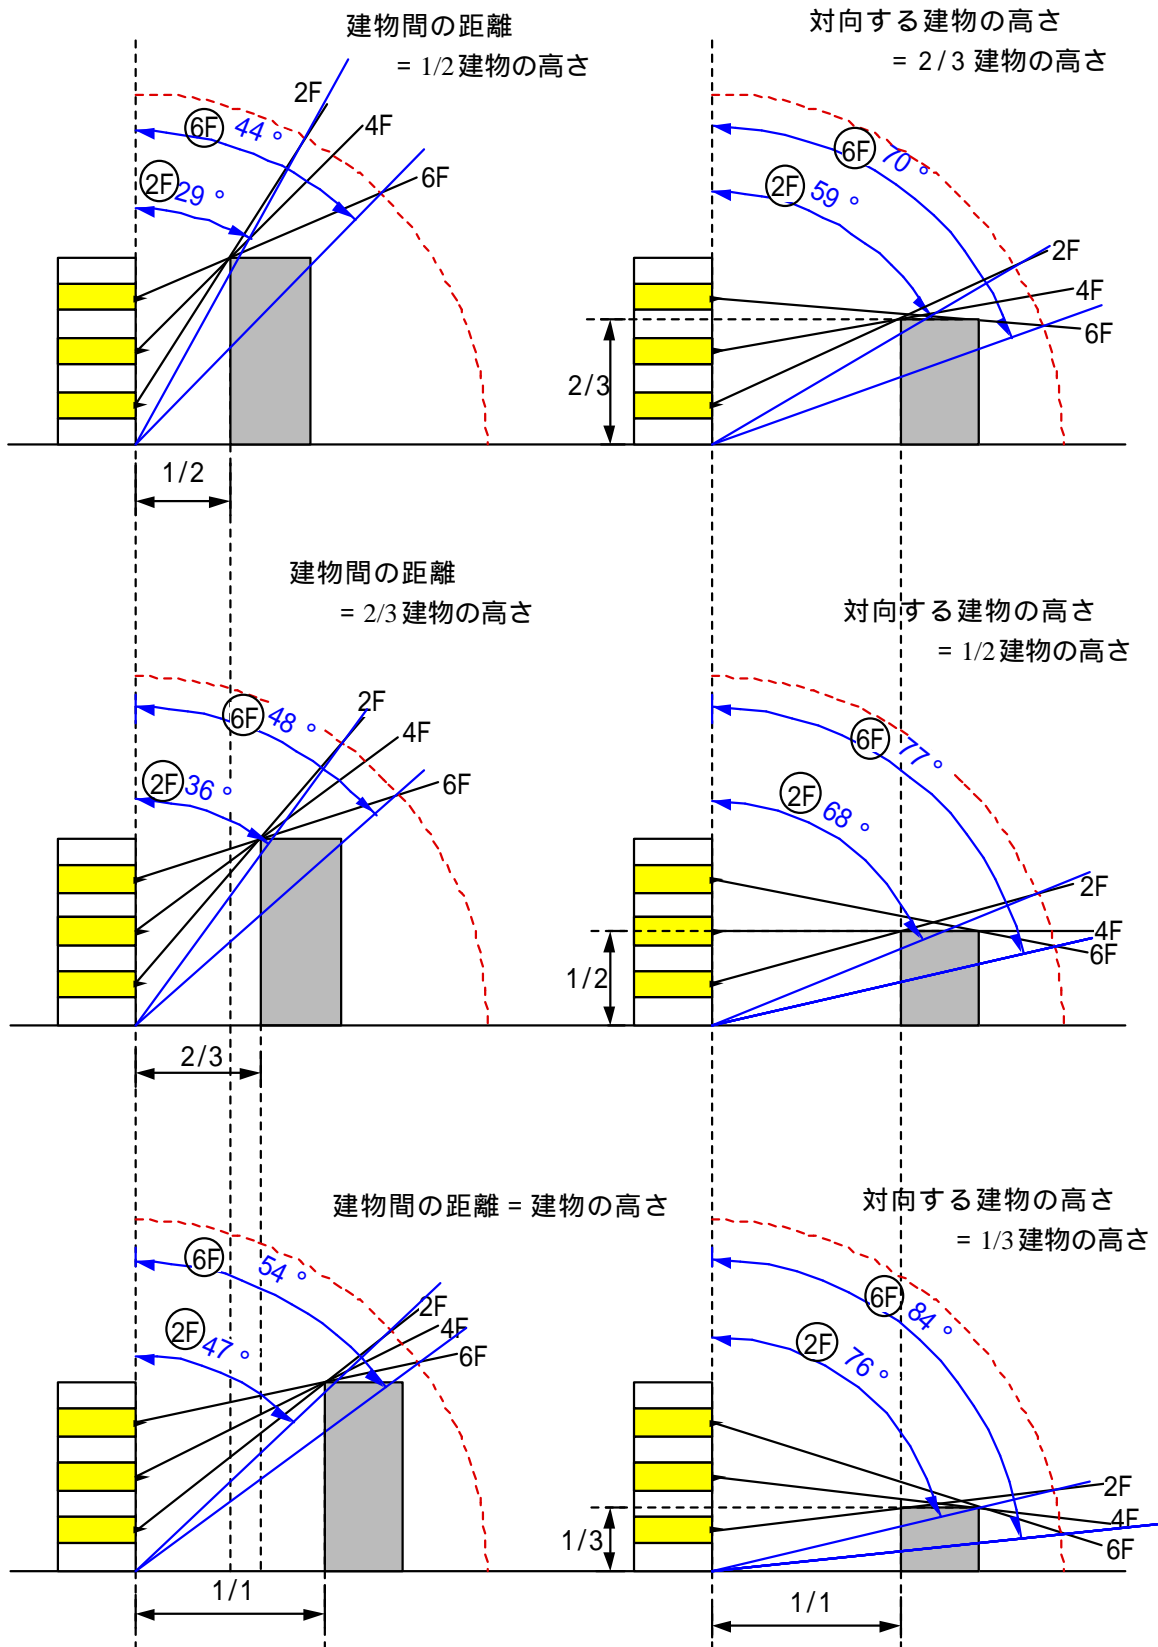 建物間の距離
= 1/2 建物の高さ
2F
4F
6F
6F 44°
2F 29°
1/2
対向する建物の高さ
= 2/3 建物の高さ
6F 70°
2F 59°
2F
4F
6F
2/3
建物間の距離
= 2/3 建物の高さ
2F
4F
6F
6F 48°
2F 36°
2/3
対向する建物の高さ
= 1/2 建物の高さ
6F 77°
2F 68°
2F
4F
6F
1/2
建物間の距離 = 建物の高さ
6F 54°
2F 47°
2F
4F
6F
1/1
対向する建物の高さ
= 1/3 建物の高さ
6F 84°
2F 76°
2F
4F
6F
1/3
1/1